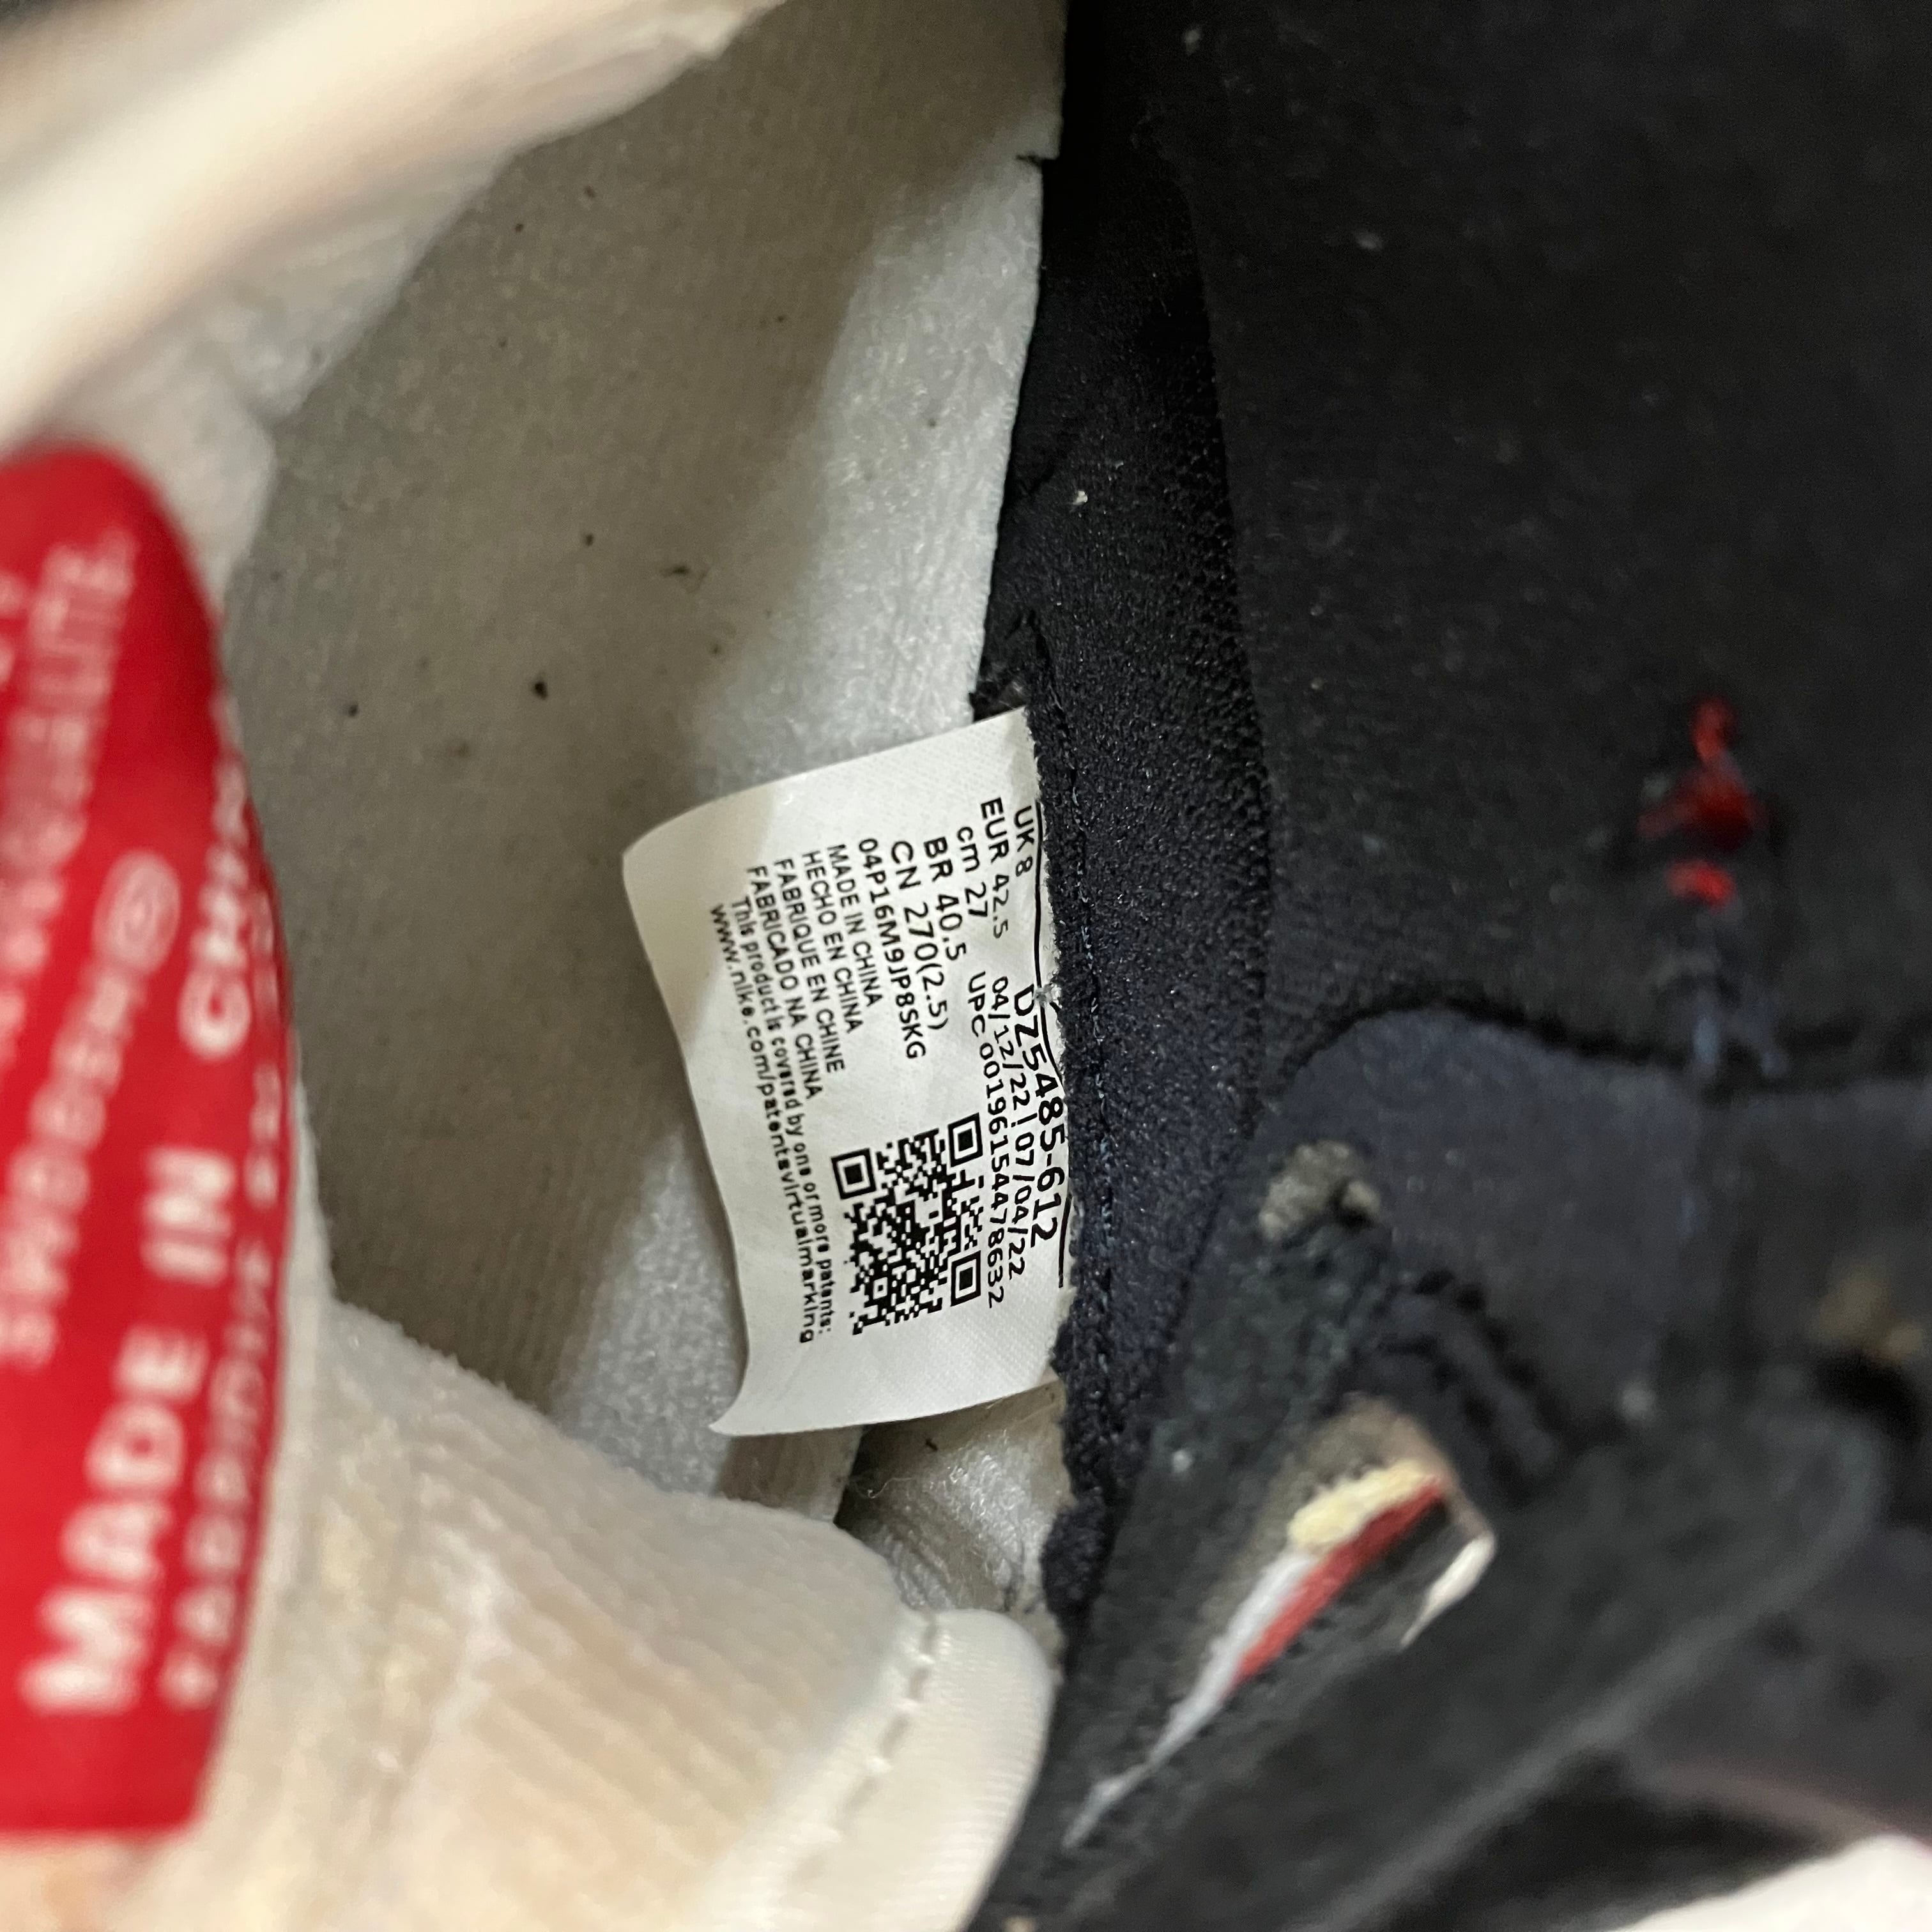 UK 8
EUR 42.5
cm 27
BR 40.5
CN 270(2.5)
04P16M9JP8SKG
MADE IN CHINA
HECHO EN CHINA
FABRIQUE EN CHINE
FABRICADO NA CHINA
This product is covered by one or more patents:
www.nike.com/patentsvirtualmarking
DZ5485-612
04/12/22 | 07/04/22
UPC 00196154478632
MADE IN